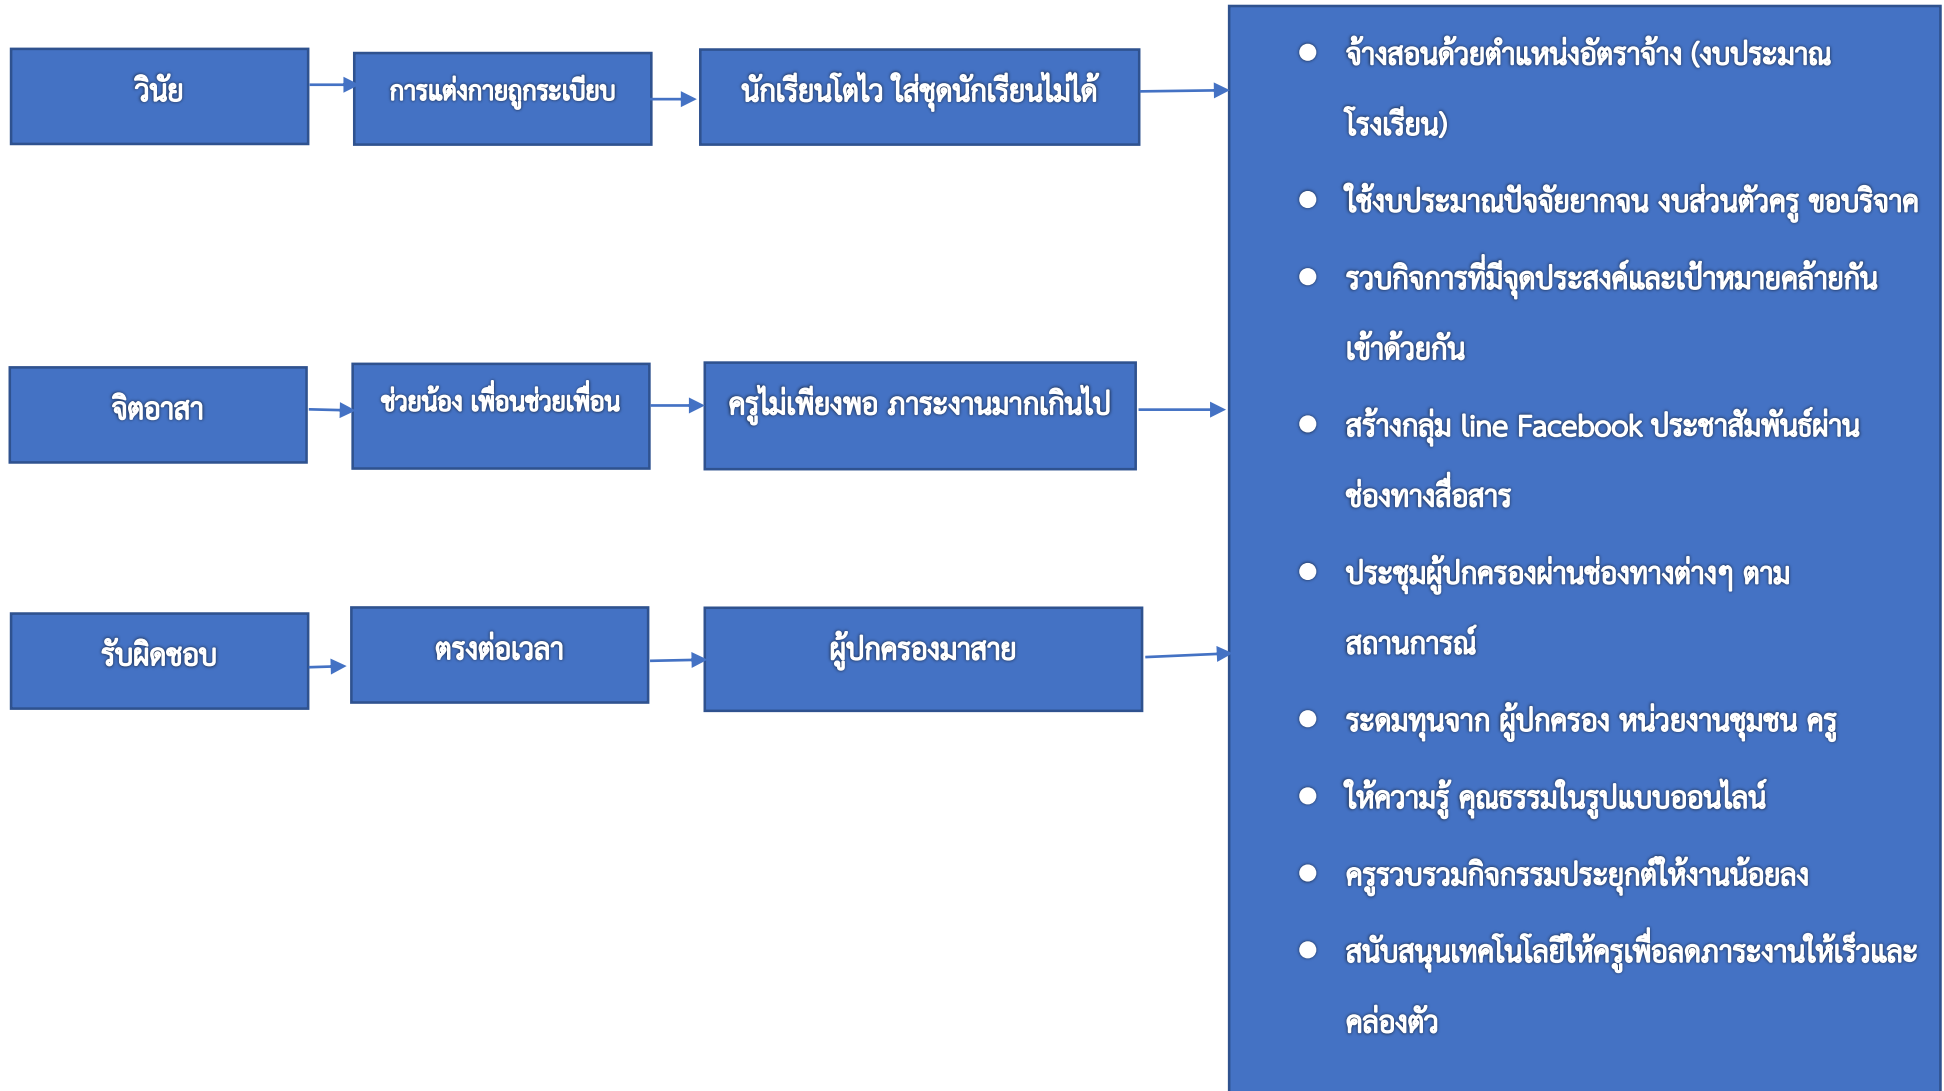 วินัย
การแต่งกายถูกระเบียบ
นักเรียนโตไว ใส่ชุดนักเรียนไม่ได้
จิตอาสา
ช่วยน้อง เพื่อนช่วยเพื่อน
ครูไม่เพียงพอ ภาระงานมากเกินไป
รับผิดชอบ
ตรงต่อเวลา
ผู้ปกครองมาสาย
● จ้างสอนด้วยตำแหน่งอัตราจ้าง (งบประมาณ
โรงเรียน)
● ใช้งบประมาณปัจจัยยากจน งบส่วนตัวครู ขอบริจาค
● รวบกิจการที่มีจุดประสงค์และเป้าหมายคล้ายกัน
เข้าด้วยกัน
● สร้างกลุ่ม line Facebook ประชาสัมพันธ์ผ่าน
ช่องทางสื่อสาร
● ประชุมผู้ปกครองผ่านช่องทางต่างๆ ตาม
สถานการณ์
● ระดมทุนจาก ผู้ปกครอง หน่วยงานชุมชน ครู
● ให้ความรู้ คุณธรรมในรูปแบบออนไลน์
● ครูรวบรวมกิจกรรมประยุกต์ให้งานน้อยลง
● สนับสนุนเทคโนโลยีให้ครูเพื่อลดภาระงานให้เร็วและ
คล่องตัว